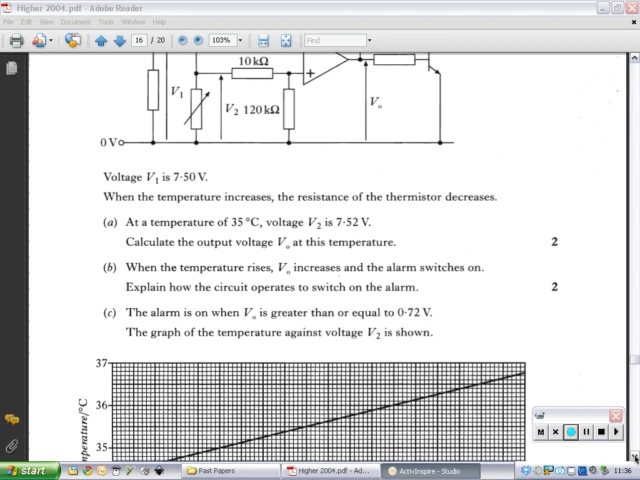 Higher 2004.pdf - Adobe Reader
File Edit View Document Tools Window Help
16 / 20 103% Find
10 kΩ
+
V1
V2 120 kΩ
Vo
0 V
Voltage V1 is 7·50 V.
When the temperature increases, the resistance of the thermistor decreases.
(a) At a temperature of 35 °C, voltage V2 is 7·52 V.
Calculate the output voltage Vo at this temperature. 2
(b) When the temperature rises, Vo increases and the alarm switches on.
Explain how the circuit operates to switch on the alarm. 2
(c) The alarm is on when Vo is greater than or equal to 0·72 V.
The graph of the temperature against voltage V2 is shown.
37
36
35
perature/°C
M
start Past Papers Higher 2004.pdf - Ad... ActivInspire - Studio 11:36